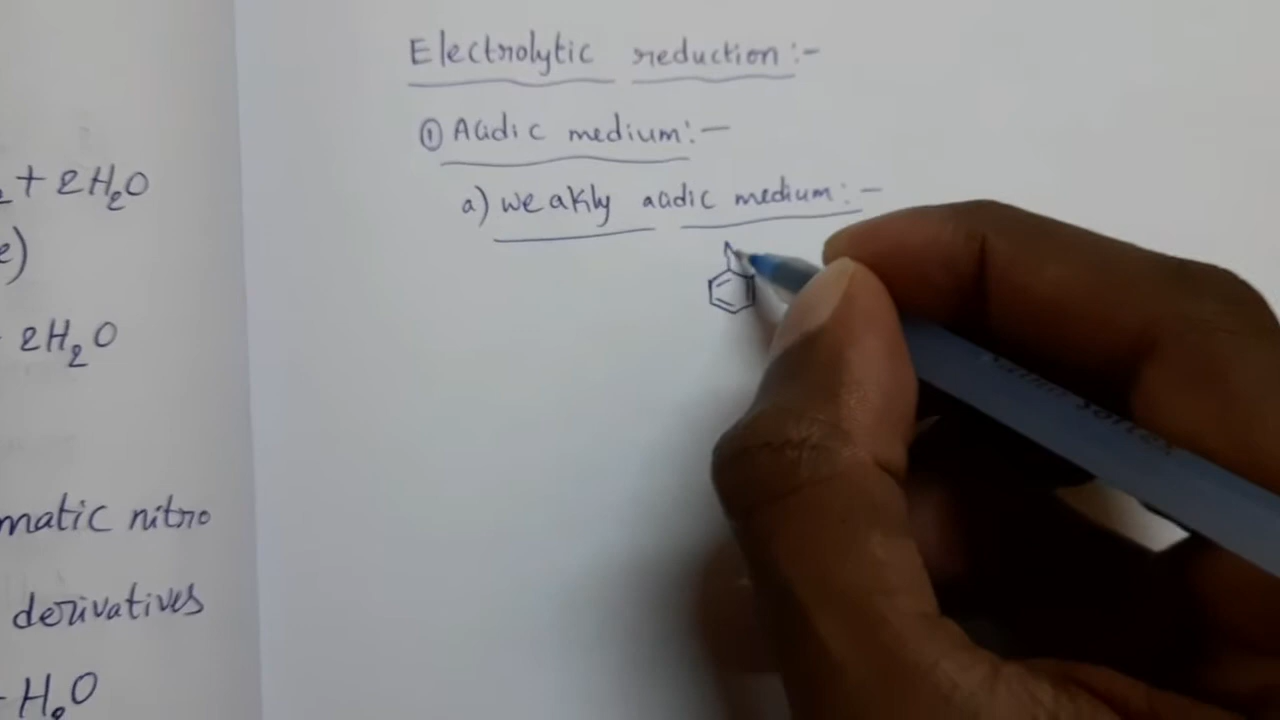 Electrolytic reduction :-
① Acidic medium :-
a) weakly acidic medium : -
+ 2H2O
e)
2H2O
matic nitro
derivatives
H2O